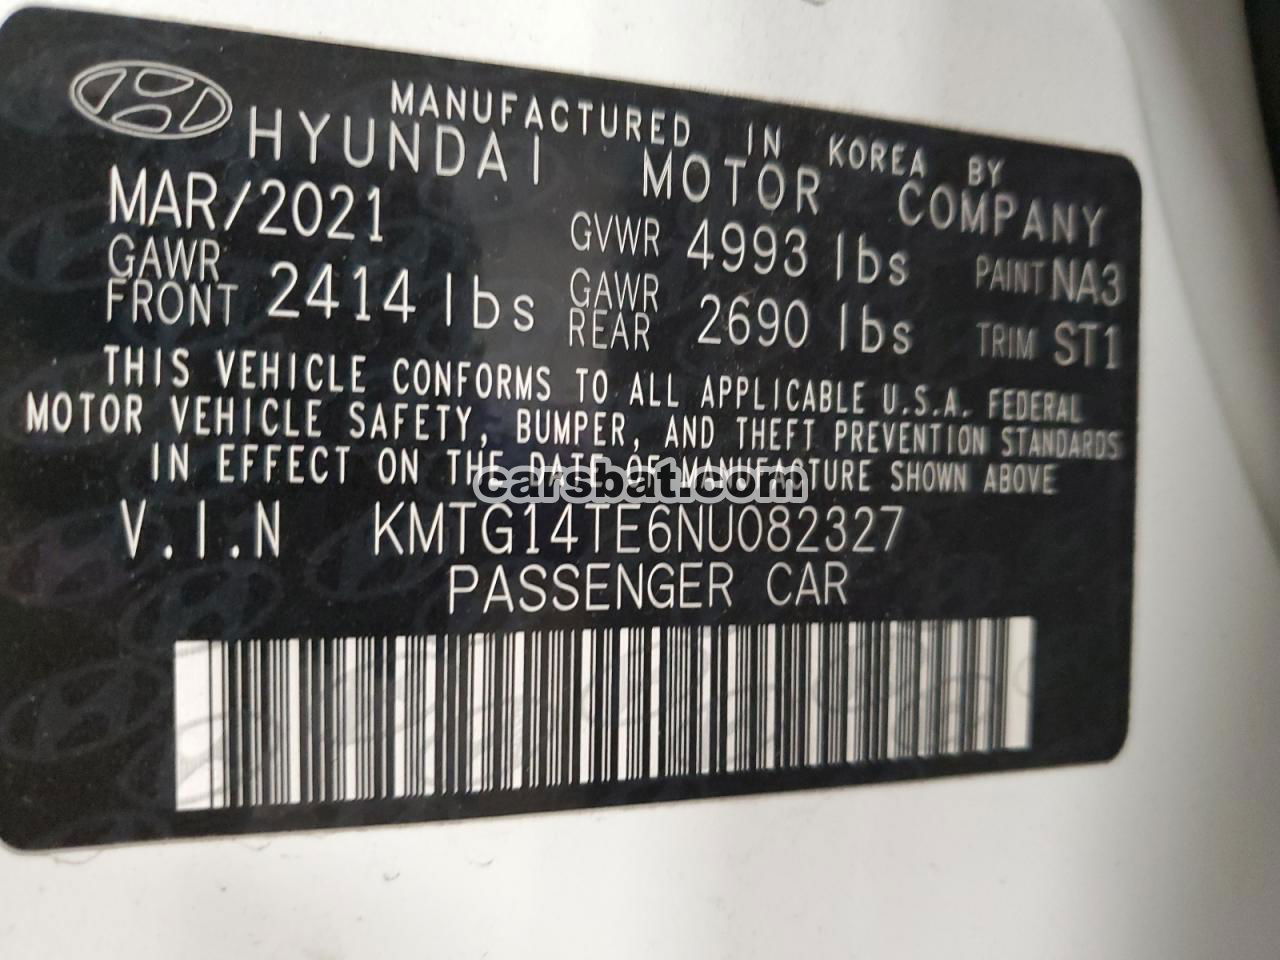 MANUFACTURED IN KOREA BY
HYUNDAI MOTOR COMPANY
MAR/2021 GVWR 4993 lbs PAINT NA3
GAWR FRONT 2414 lbs GAWR REAR 2690 lbs TRIM ST1
THIS VEHICLE CONFORMS TO ALL APPLICABLE U.S.A. FEDERAL
MOTOR VEHICLE SAFETY, BUMPER, AND THEFT PREVENTION STANDARDS
IN EFFECT ON THE DATE OF MANUFACTURE SHOWN ABOVE
carsbat.com
V.I.N KMTG14TE6NU082327
PASSENGER CAR